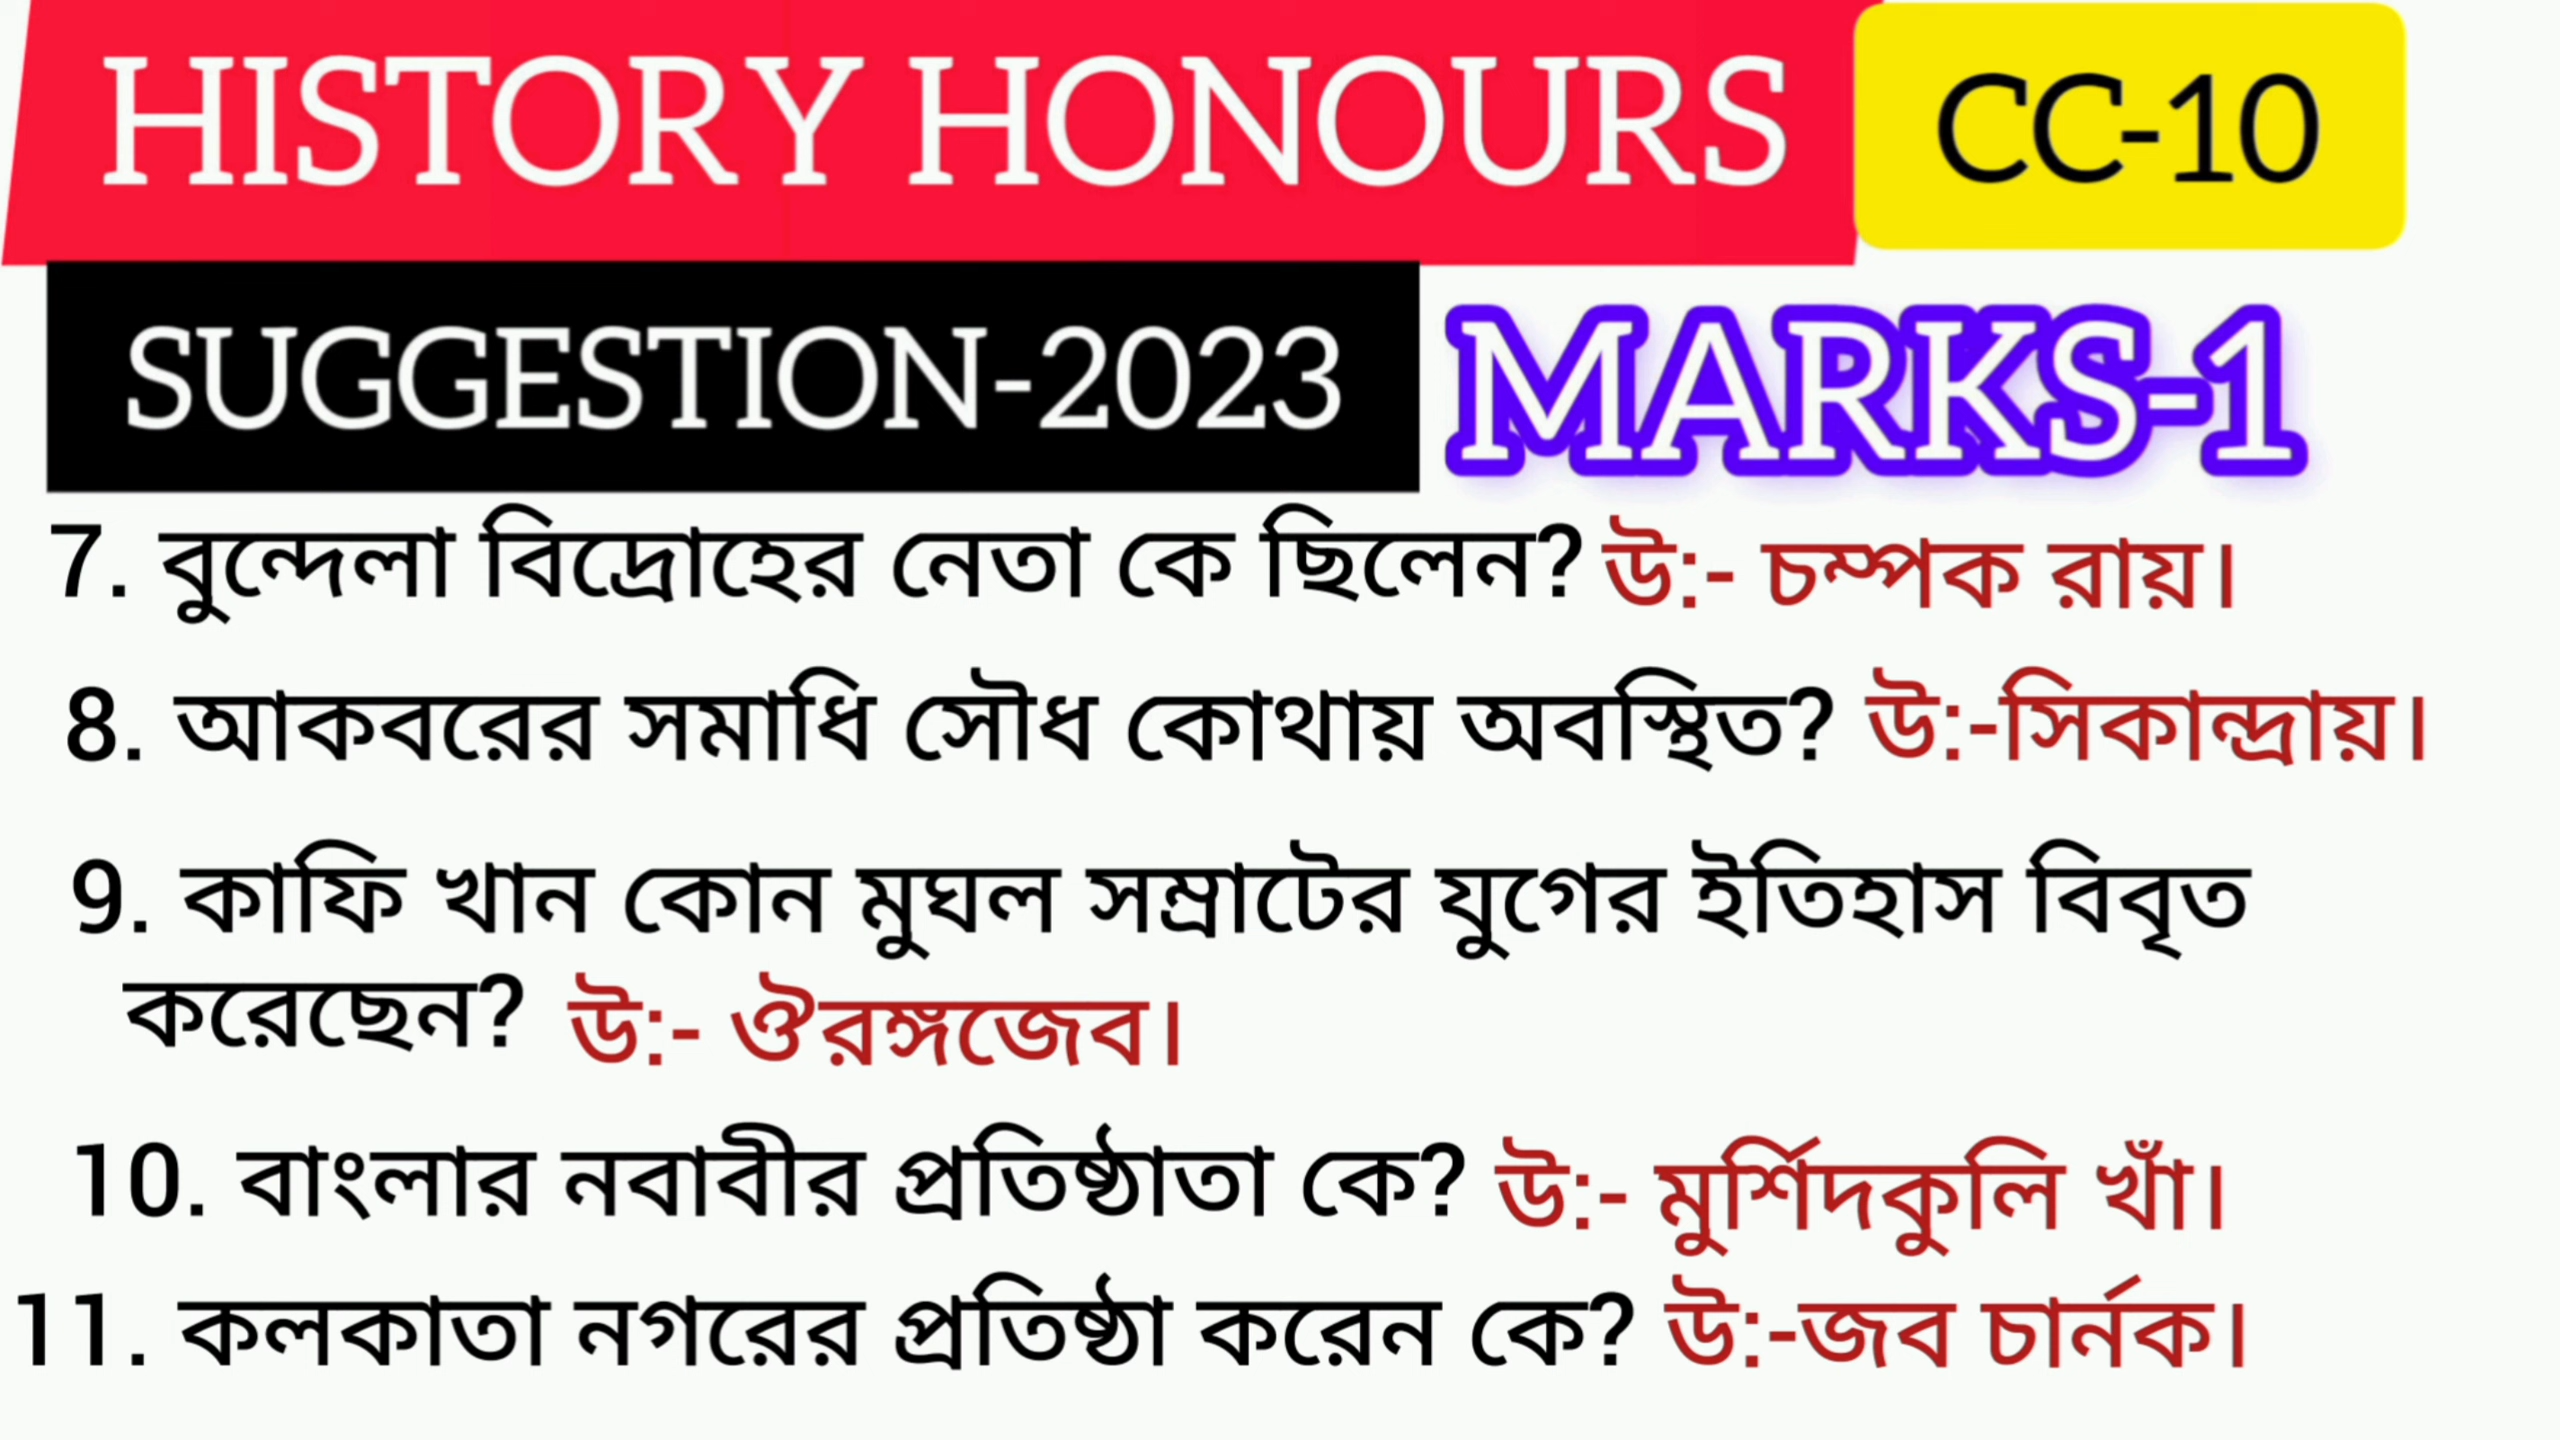 HISTORY HONOURS CC-10
SUGGESTION-2023 MARKS-1
7. বুন্দেলা বিদ্রোহের নেতা কে ছিলেন? উ:- চম্পক রায়।
8. আকবরের সমাধি সৌধ কোথায় অবস্থিত? উ:-সিকান্দ্রায়।
9. কাফি খান কোন মুঘল সম্রাটের যুগের ইতিহাস বিবৃত
করেছেন? উ:- ঔরঙ্গজেব।
10. বাংলার নবাবীর প্রতিষ্ঠাতা কে? উ:- মুর্শিদকুলি খাঁ।
11. কলকাতা নগরের প্রতিষ্ঠা করেন কে? উ:-জব চার্নক।